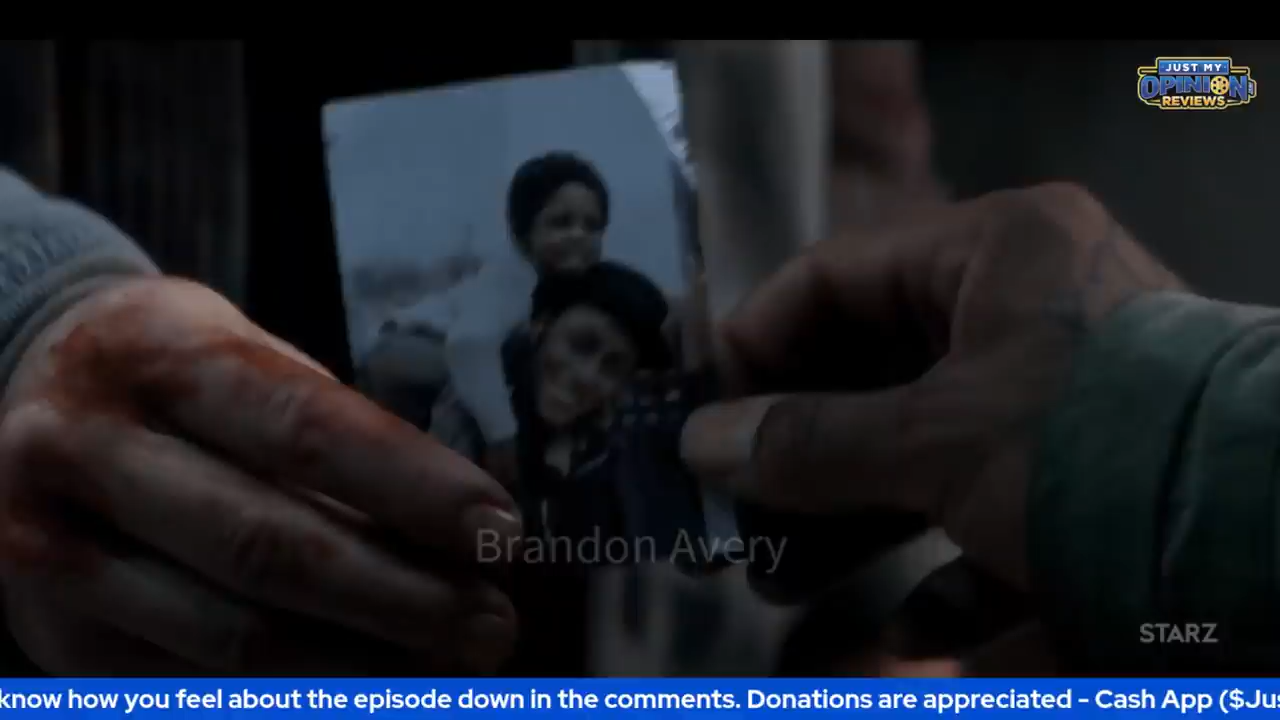 JUST MY
OPINION
REVIEWS
Brandon Avery
STARZ
know how you feel about the episode down in the comments. Donations are appreciated - Cash App ($Jus